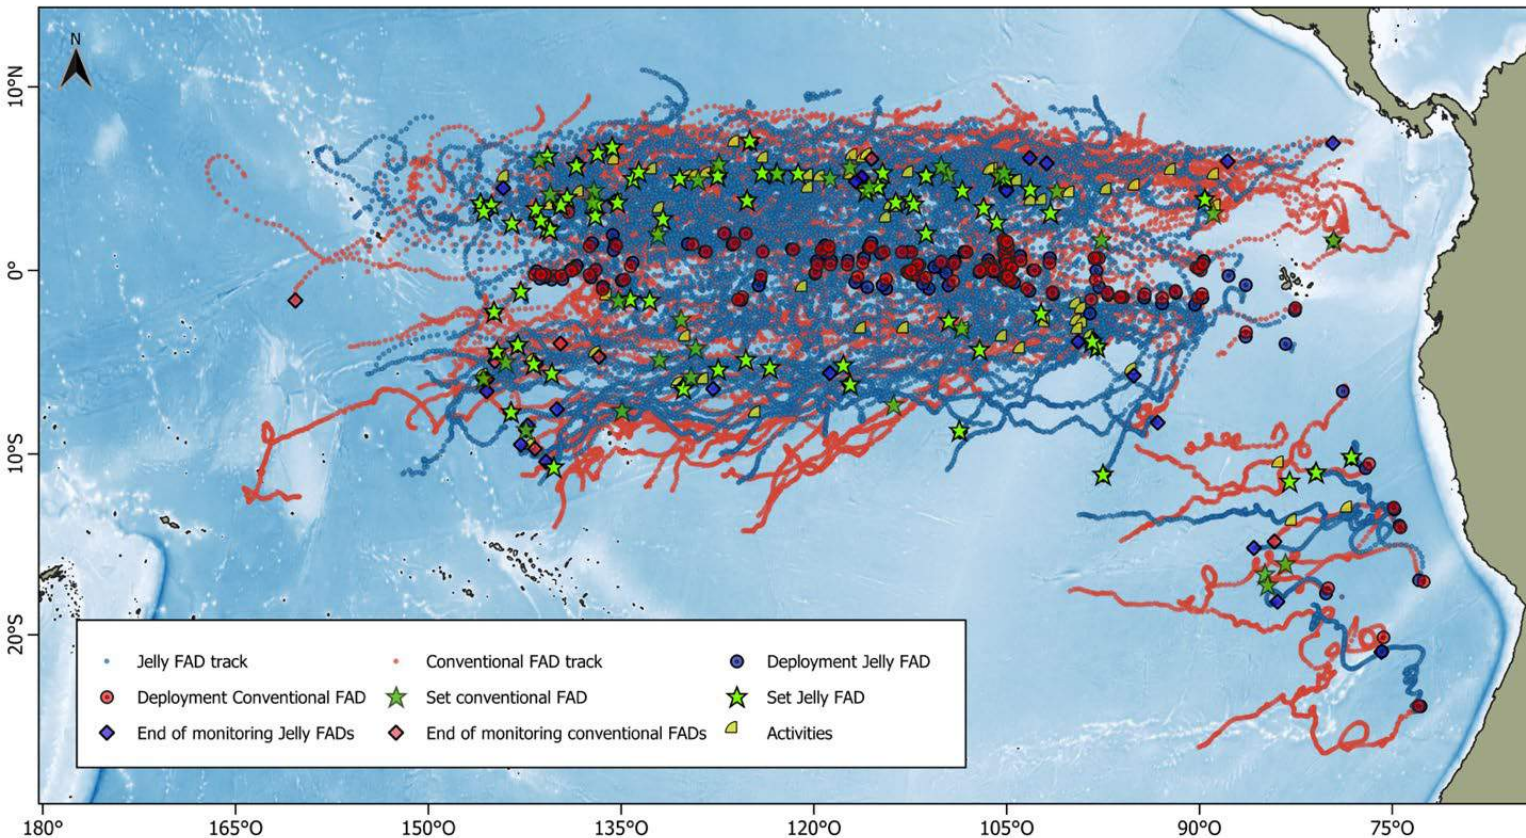 N
10°N
0°
10°S
20°S
Jelly FAD track
Conventional FAD track
Deployment Jelly FAD
Deployment Conventional FAD
Set conventional FAD
Set Jelly FAD
End of monitoring Jelly FADs
End of monitoring conventional FADs
Activities
180°
165°O
150°O
135°O
120°O
105°O
90°O
75°O